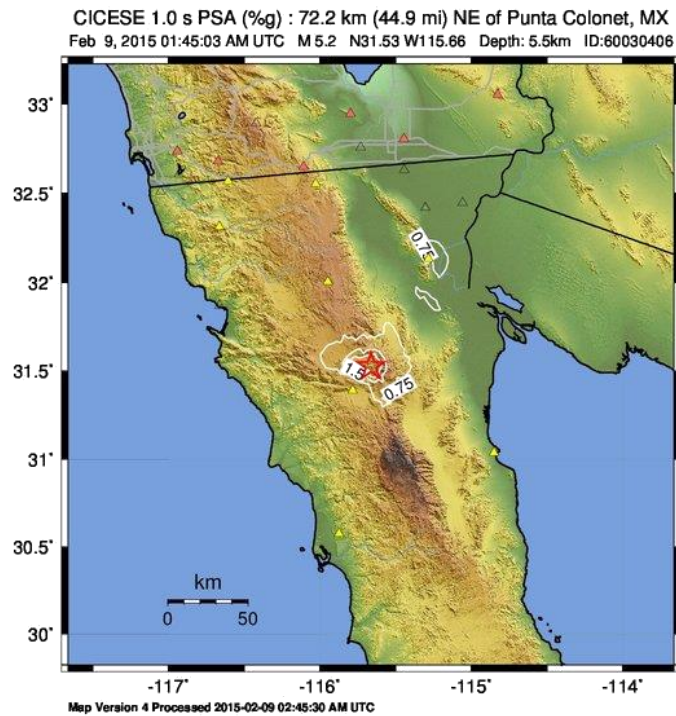 CICESE 1.0 s PSA (%g) : 72.2 km (44.9 mi) NE of Punta Colonet, MX
Feb 9, 2015 01:45:03 AM UTC M 5.2 N31.53 W115.66 Depth: 5.5km ID:60030406
33˚
32.5˚
0.75
32˚
31.5˚
1.5
0.75
31˚
30.5˚
km
0 50
30˚
-117˚ -116˚ -115˚ -114˚
Map Version 4 Processed 2015-02-09 02:45:30 AM UTC